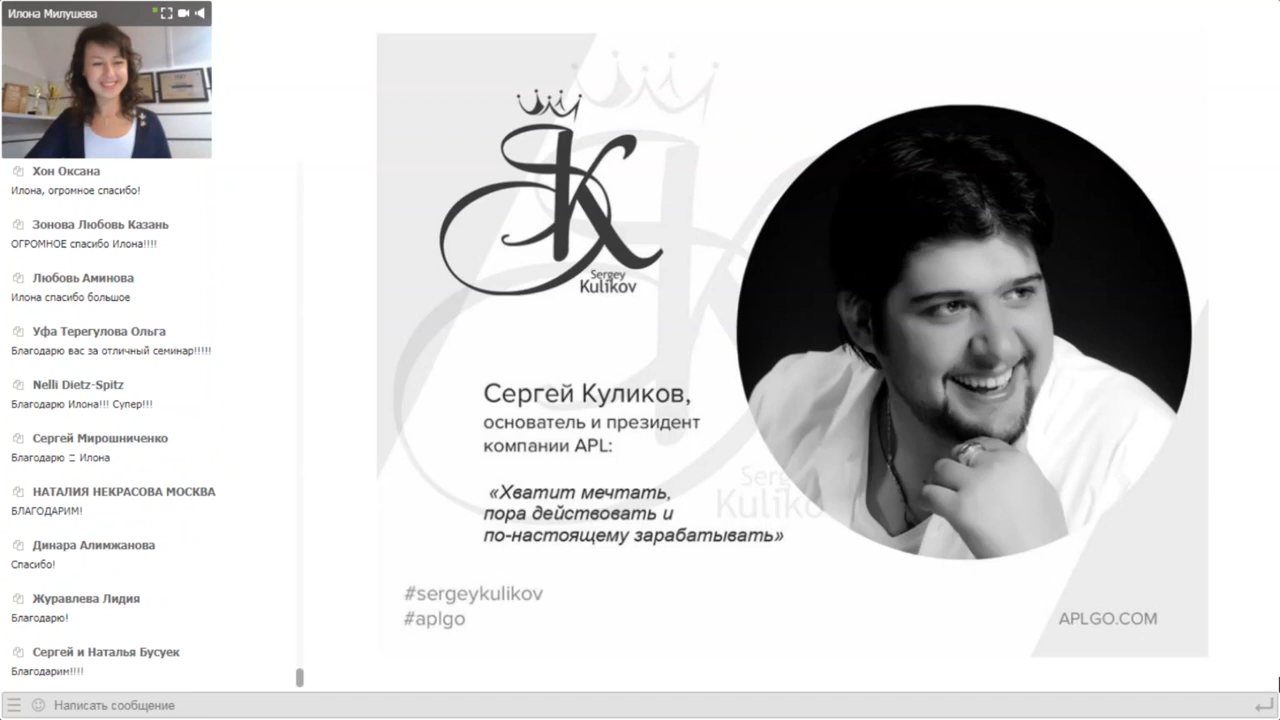 Илона Милушева
Хон Оксана
Илона, огромное спасибо!
Зонова Любовь Казань
ОГРОМНОЕ спасибо Илона!!!!
Любовь Аминова
Илона спасибо большое
Уфа Терегулова Ольга
Благодарю вас за отличный семинар!!!!!
Nelli Dietz-Spitz
Благодарю Илона!!! Супер!!!
Сергей Мирошниченко
Благодарю Илона
НАТАЛИЯ НЕКРАСОВА МОСКВА
БЛАГОДАРИМ!
Динара Алимжанова
Спасибо!
Журавлева Лидия
Благодарю!
Сергей и Наталья Бусуек
Благодарим!!!!
Написать сообщение
SK
Sergey
Kulikov
Сергей Куликов,
основатель и президент
компании APL:
«Хватит мечтать,
пора действовать и
по-настоящему зарабатывать»
#sergeykulikov
#aplgo
APLGO.COM